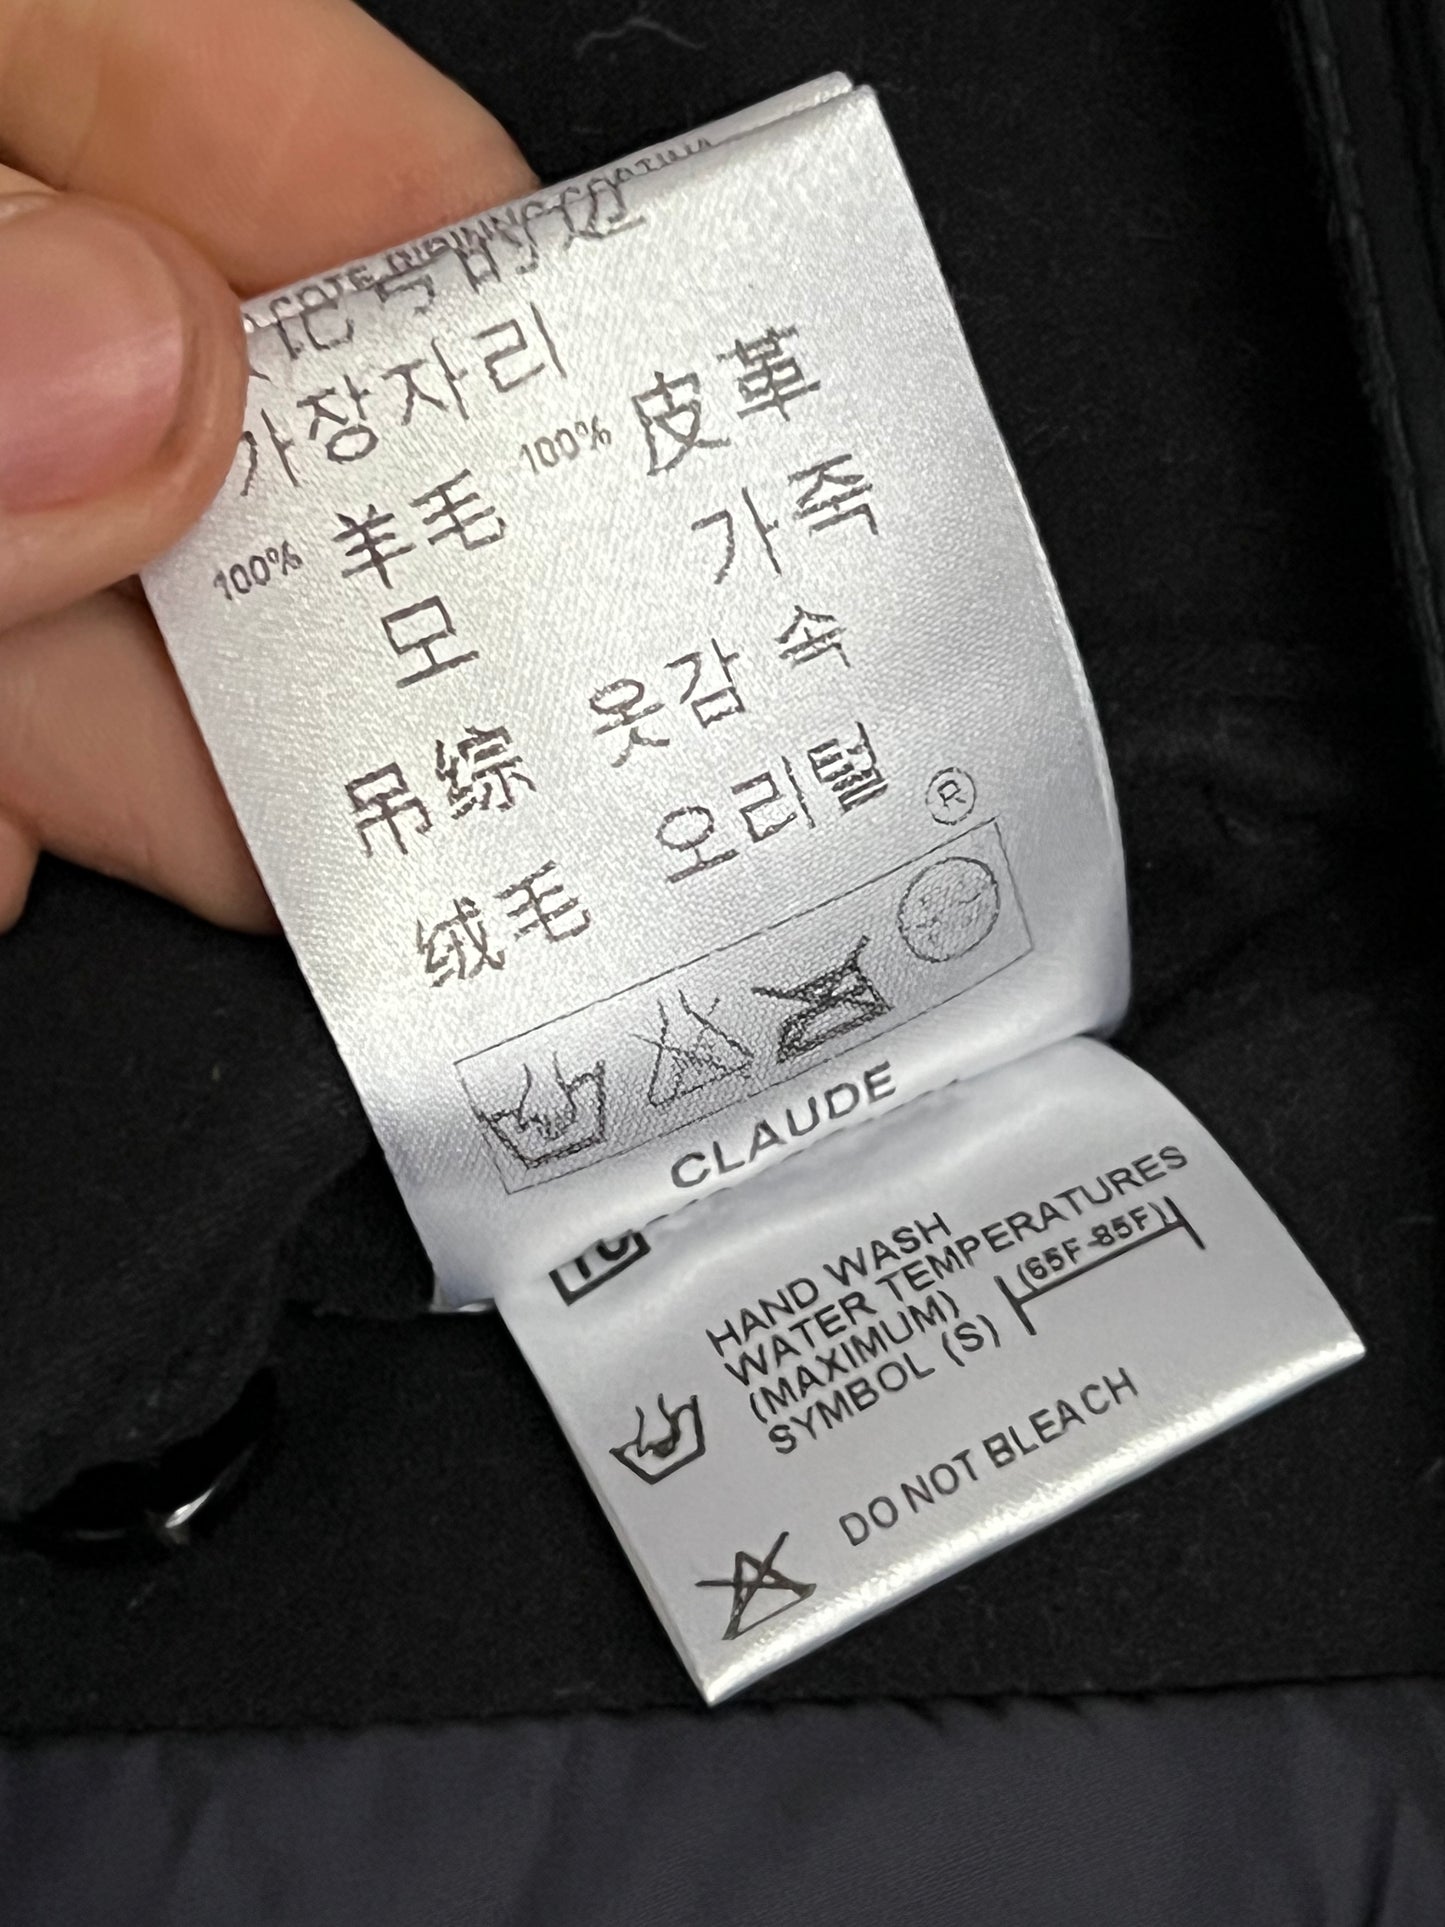 가장자리
100% 羊毛 100% 皮革
모 가죽
吊综 옷감 속
绒毛 오리털
®
CLAUDE
HAND WASH
WATER TEMPERATURES
(MAXIMUM) (65F-85F)
SYMBOL (S)
DO NOT BLEACH